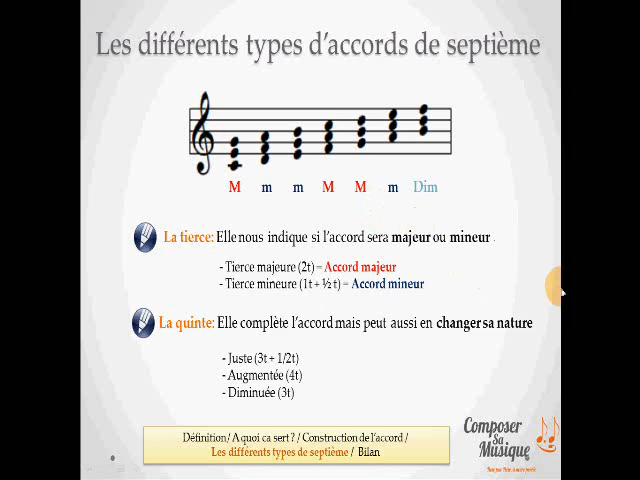 Les différents types d'accords de septième
M m m M M m Dim
La tierce: Elle nous indique si l'accord sera majeur ou mineur.
- Tierce majeure (2t) = Accord majeur
- Tierce mineure (1t + ½ t) = Accord mineur
La quinte: Elle complète l'accord mais peut aussi en changer sa nature
- Juste (3t + 1/2t)
- Augmentée (4t)
- Diminuée (3t)
Définition / A quoi ca sert ? / Construction de l'accord /
Les différents types de septième / Bilan
Composer
Sa
Musique